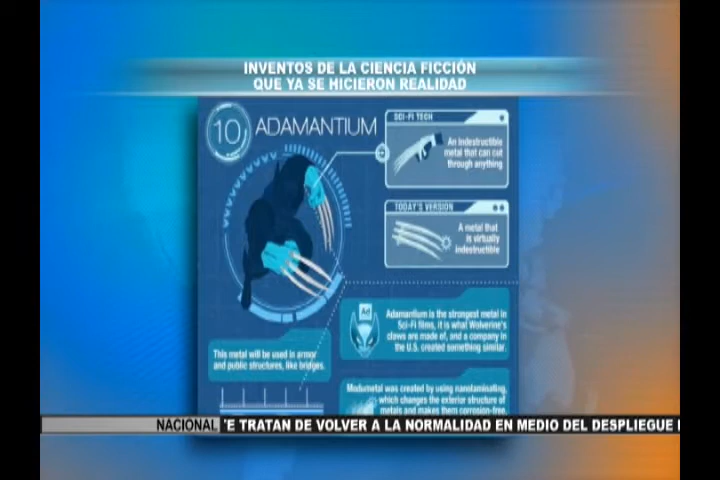 INVENTOS DE LA CIENCIA FICCIÓN
QUE YA SE HICIERON REALIDAD
10
ADAMANTIUM
SCI-FI TECH
An indestructible
metal that can cut
through anything
TODAY'S VERSION
A metal that
is virtually
indestructible
Ad
Adamantium is the strongest metal in
Sci-Fi films, it is what Wolverine's
claws are made of, and a company in
the U.S. created something similar.
This metal will be used in armor
and public structures, like bridges.
Modumetal was created by using nanolaminating,
which changes the exterior structure of
metals and makes them corrosion-free.
NACIONAL
E TRATAN DE VOLVER A LA NORMALIDAD EN MEDIO DEL DESPLIEGUE